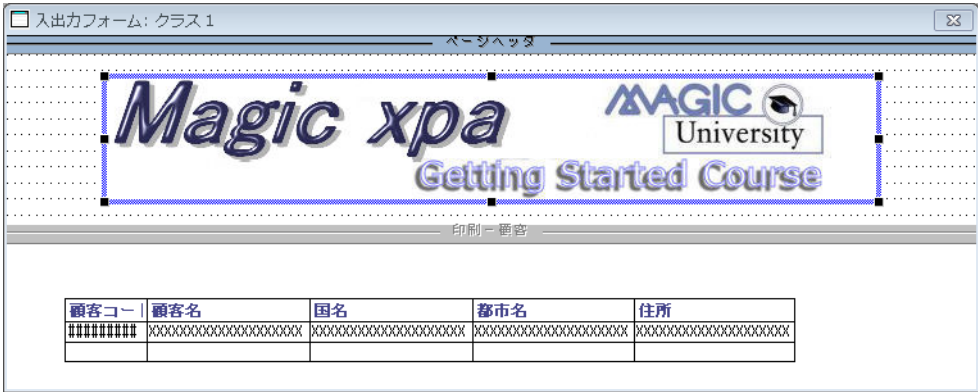 入出力フォーム: クラス1
ページヘッダ
Magic xpa
MAGIC
University
Getting Started Course
印刷－顧客
顧客コー 顧客名 国名 都市名 住所
######### XXXXXXXXXXXXXXXXXXXX XXXXXXXXXXXXXXXXXXXX XXXXXXXXXXXXXXXXXXXX XXXXXXXXXXXXXXXXXXXX